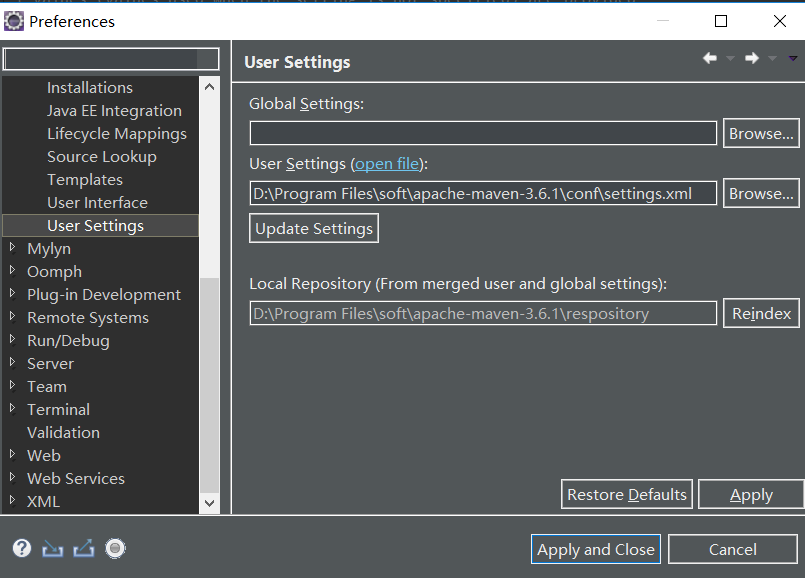 Preferences
Installations
Java EE Integration
Lifecycle Mappings
Source Lookup
Templates
User Interface
User Settings
Mylyn
Oomph
Plug-in Development
Remote Systems
Run/Debug
Server
Team
Terminal
Validation
Web
Web Services
XML
User Settings
Global Settings:
Browse...
User Settings (open file):
D:\Program Files\soft\apache-maven-3.6.1\conf\settings.xml
Browse...
Update Settings
Local Repository (From merged user and global settings):
D:\Program Files\soft\apache-maven-3.6.1\respository
Reindex
Restore Defaults
Apply
Apply and Close
Cancel